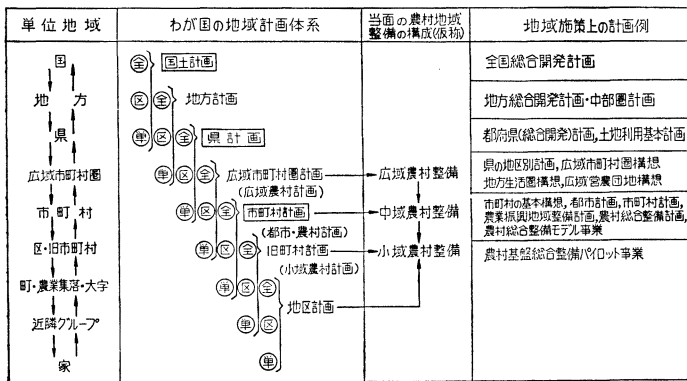 単位地域
わが国の地域計画体系
当面の農村地域
整備の構成(仮称)
地域施策上の計画例
国
地方
県
広域市町村圏
市町村
区・旧市町村
町・農業集落・大字
近隣グループ
家
全 国土計画
区 全 地方計画
単 区 全 県計画
単 区 全 広域市町村圏計画
(広域農村計画)
単 区 全 市町村計画
(都市・農村計画)
単 区 全 旧町村計画
(小域農村計画)
単 区 全 地区計画
単 区
単
広域農村整備
中域農村整備
小域農村整備
全国総合開発計画
地方総合開発計画・中部圏計画
都府県(総合開発)計画,土地利用基本計画
県の地区別計画,広域市町村圏構想
地方生活圏構想,広域営農団地構想
市町村の基本構想,都市計画,市町村計画,
農業振興地域整備計画,農村総合整備計画,
農村総合整備モデル事業
農村基盤総合整備パイロット事業